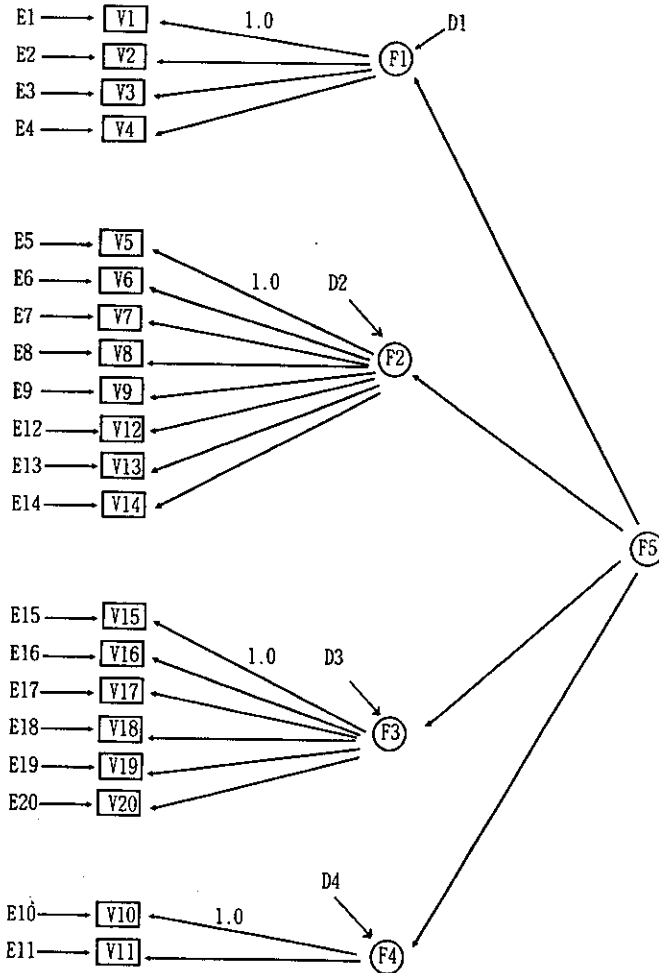 E1 V1 1.0 D1
E2 V2 F1
E3 V3
E4 V4
E5 V5
E6 V6 1.0 D2
E7 V7
E8 V8 F2
E9 V9
E12 V12
E13 V13
E14 V14
F5
E15 V15
E16 V16 1.0 D3
E17 V17
E18 V18 F3
E19 V19
E20 V20
D4
E10 V10 1.0
E11 V11 F4